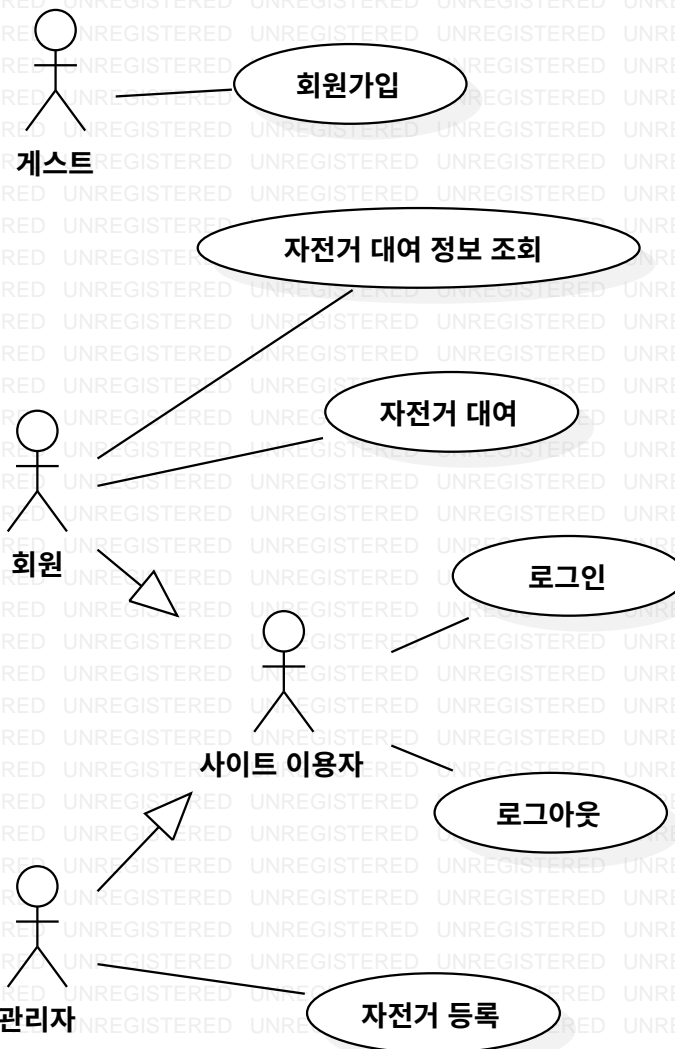 회원가입
게스트
자전거 대여 정보 조회
자전거 대여
회원
로그인
사이트 이용자
로그아웃
관리자
자전거 등록
UNREGISTERED